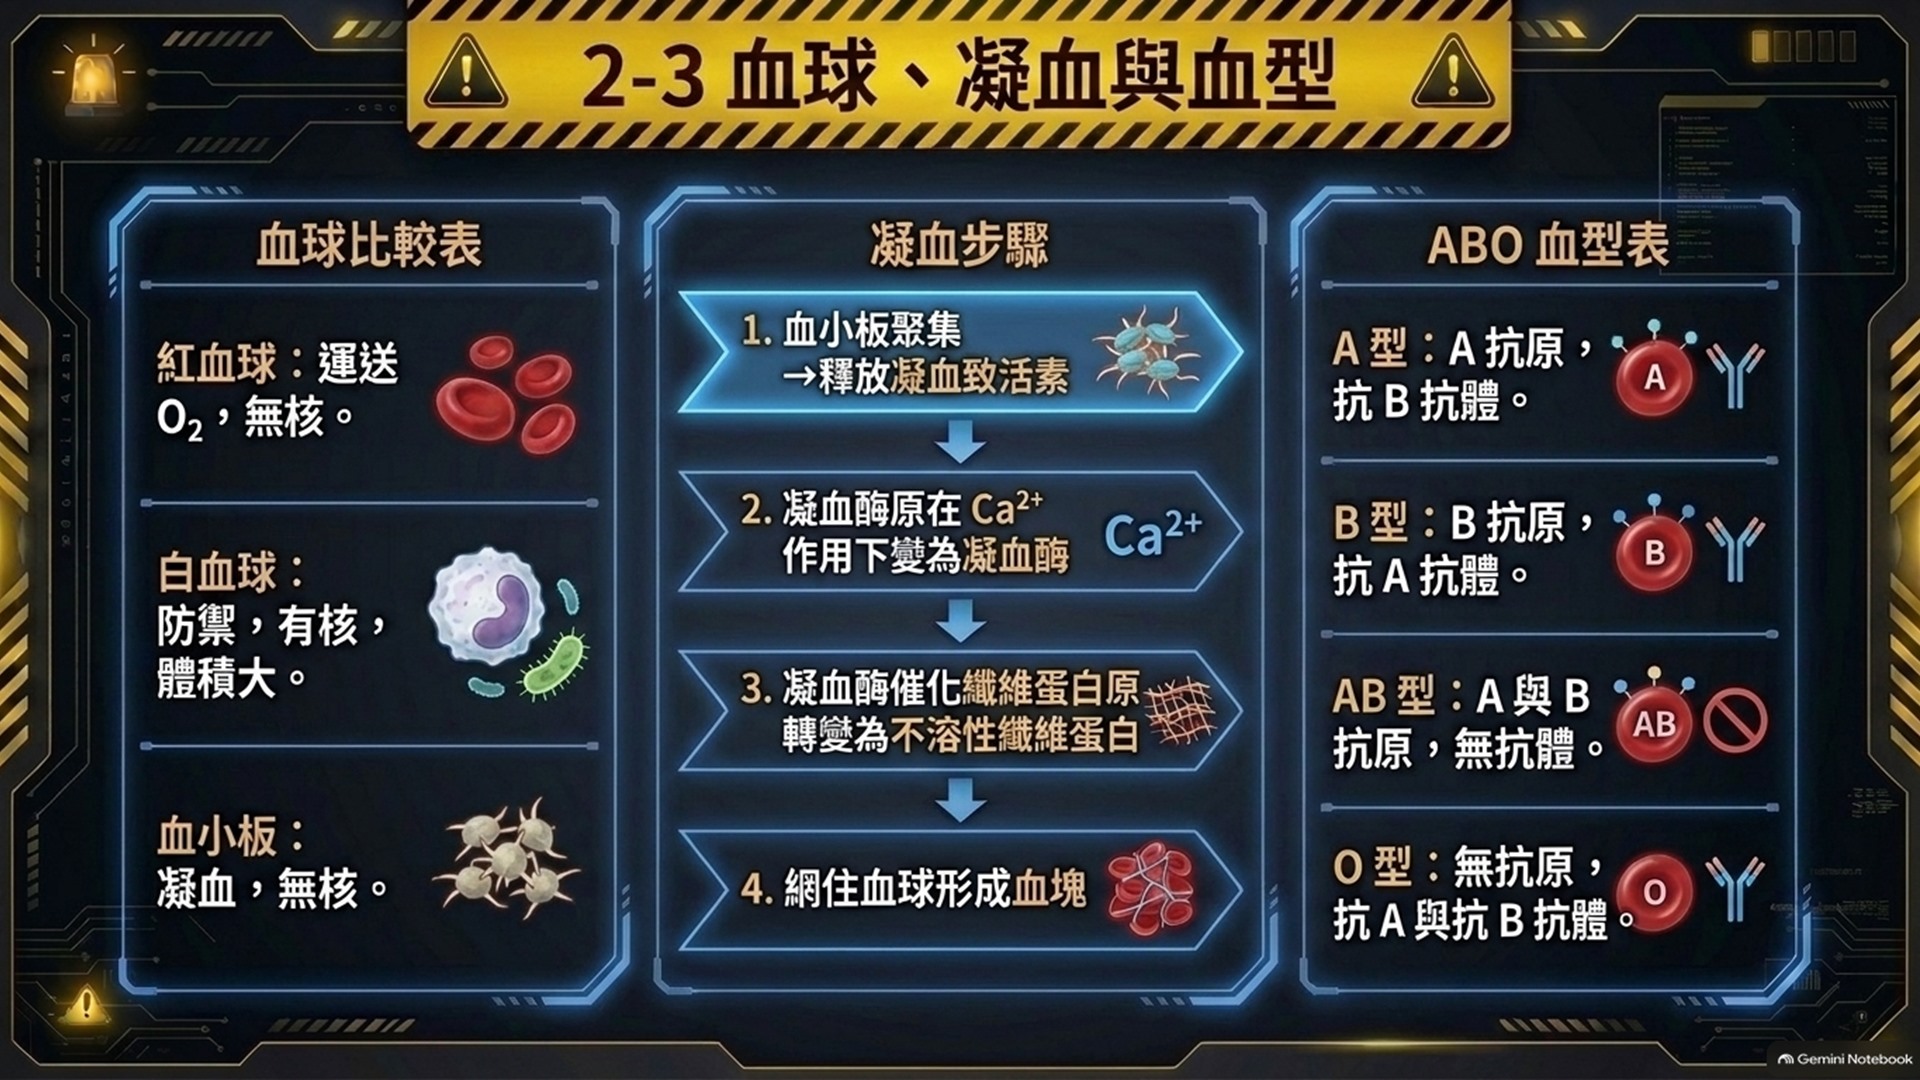 2-3 血球、凝血與血型
血球比較表
紅血球：運送
O₂，無核。
白血球：
防禦，有核，
體積大。
血小板：
凝血，無核。
凝血步驟
1. 血小板聚集
→釋放凝血致活素
2. 凝血酶原在 Ca²⁺
作用下變為凝血酶
Ca²⁺
3. 凝血酶催化纖維蛋白原
轉變為不溶性纖維蛋白
4. 網住血球形成血塊
ABO 血型表
A 型：A 抗原，
抗 B 抗體。
A
B 型：B 抗原，
抗 A 抗體。
B
AB 型：A 與 B
抗原，無抗體。
AB
O 型：無抗原，
抗 A 與抗 B 抗體。
O
Gemini Notebook